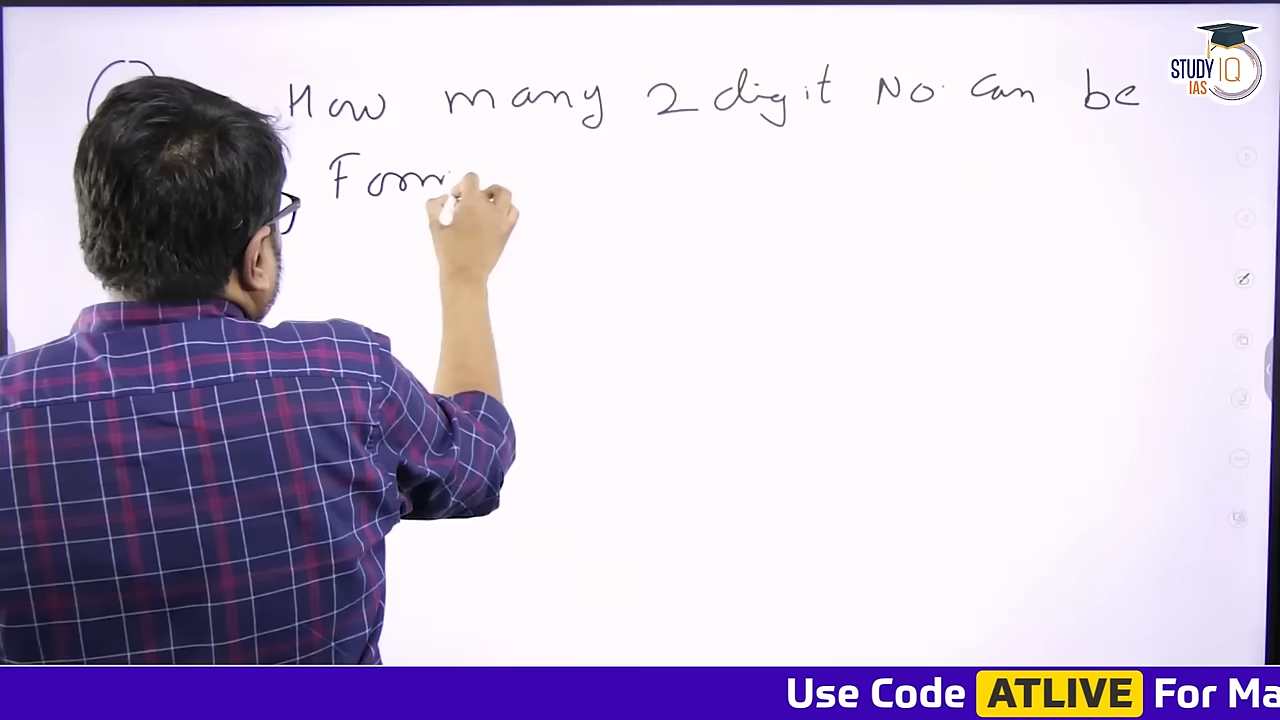 How many 2 digit No. can be
Form
STUDY IQ
IAS
Use Code ATLIVE For Ma